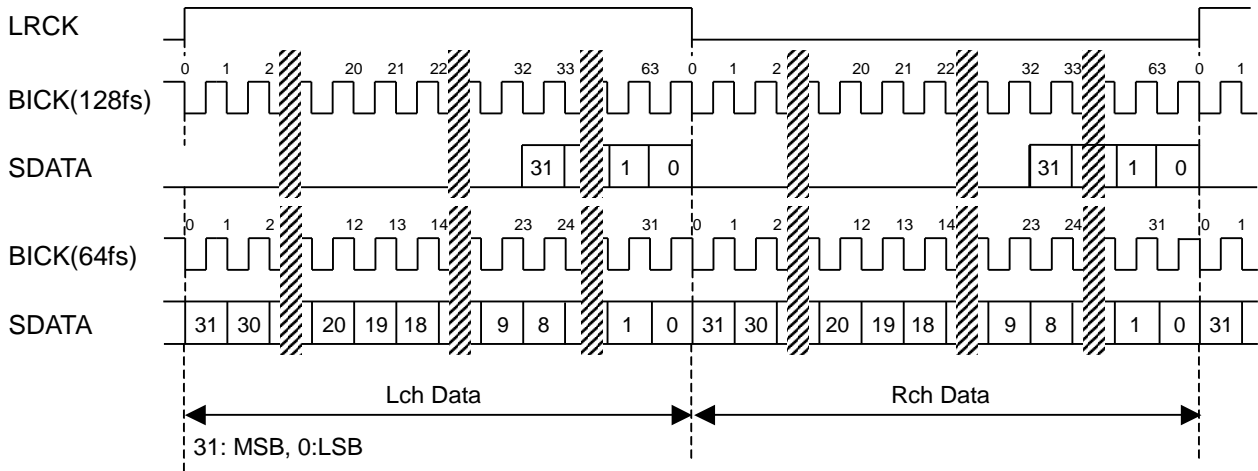 LRCK
0 1 2 20 21 22 32 33 63 0 1 2 20 21 22 32 33 63 0 1
BICK(128fs)
SDATA 31 1 0 31 1 0
0 1 2 12 13 14 23 24 31 0 1 2 12 13 14 23 24 31 0 1
BICK(64fs)
SDATA 31 30 20 19 18 9 8 1 0 31 30 20 19 18 9 8 1 0 31
Lch Data Rch Data
31: MSB, 0:LSB